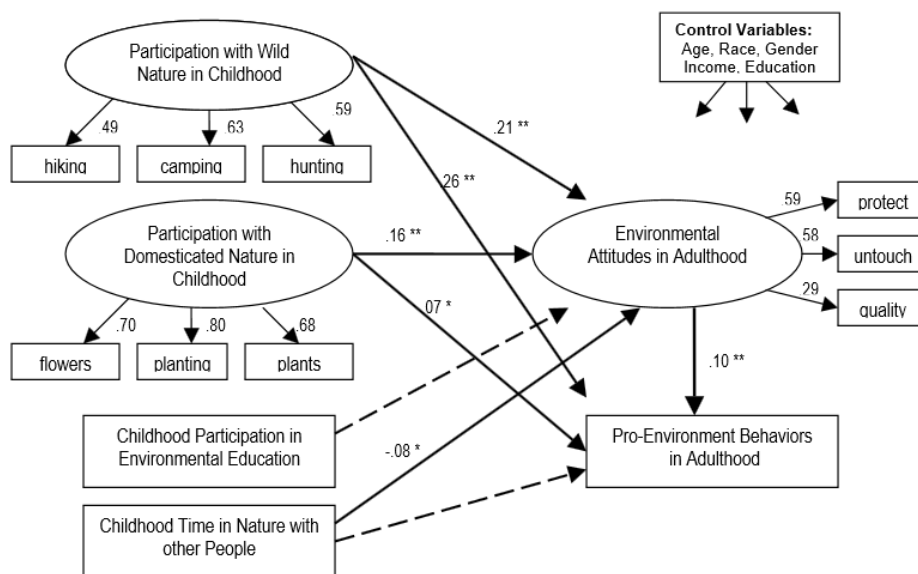 Participation with Wild
Nature in Childhood
.49
.63
.59
hiking
camping
hunting
Control Variables:
Age, Race, Gender
Income, Education
.21 **
.26 **
Participation with
Domesticated Nature in
Childhood
.16 **
.07 *
.70
.80
.68
flowers
planting
plants
Environmental
Attitudes in Adulthood
.59
.58
.29
protect
untouch
quality
.10 **
Childhood Participation in
Environmental Education
-.08 *
Pro-Environment Behaviors
in Adulthood
Childhood Time in Nature with
other People